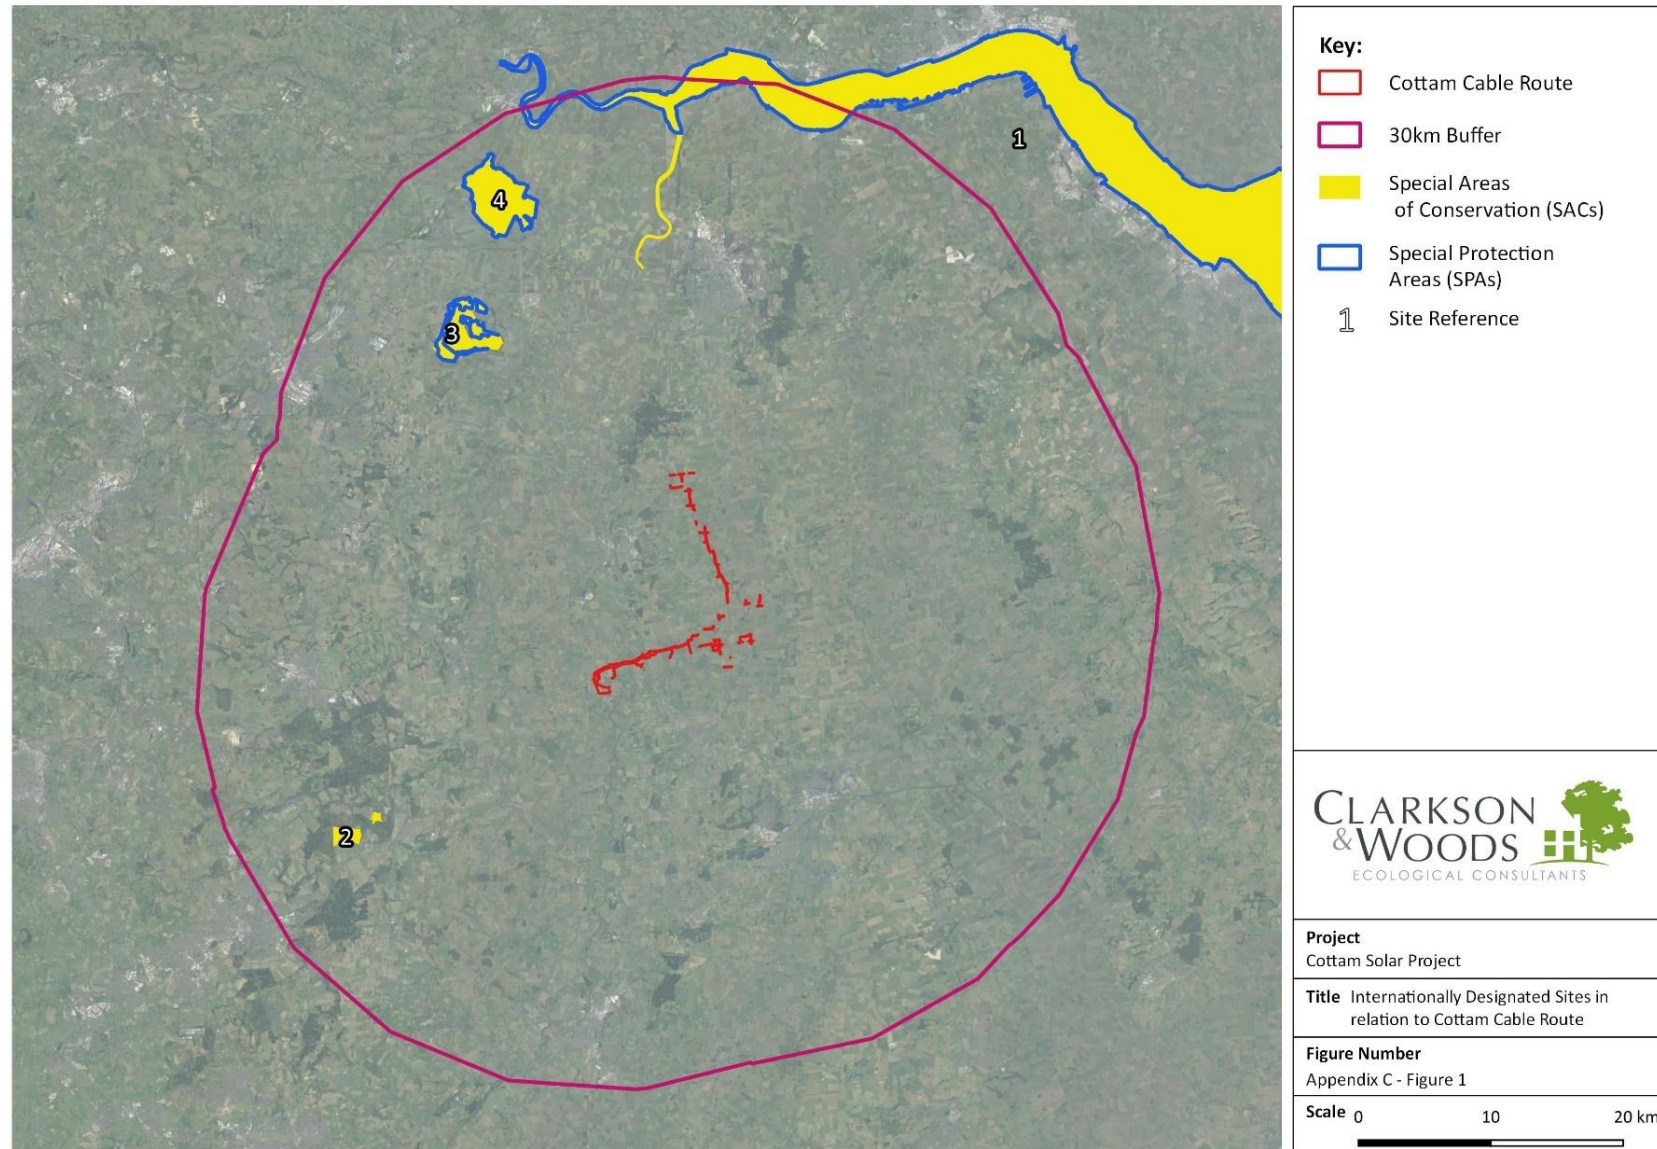 1
4
3
2
Key:
Cottam Cable Route
30km Buffer
Special Areas
of Conservation (SACs)
Special Protection
Areas (SPAs)
1 Site Reference
CLARKSON
& WOODS
ECOLOGICAL CONSULTANTS
Project
Cottam Solar Project
Title Internationally Designated Sites in
relation to Cottam Cable Route
Figure Number
Appendix C - Figure 1
Scale 0 10 20 km